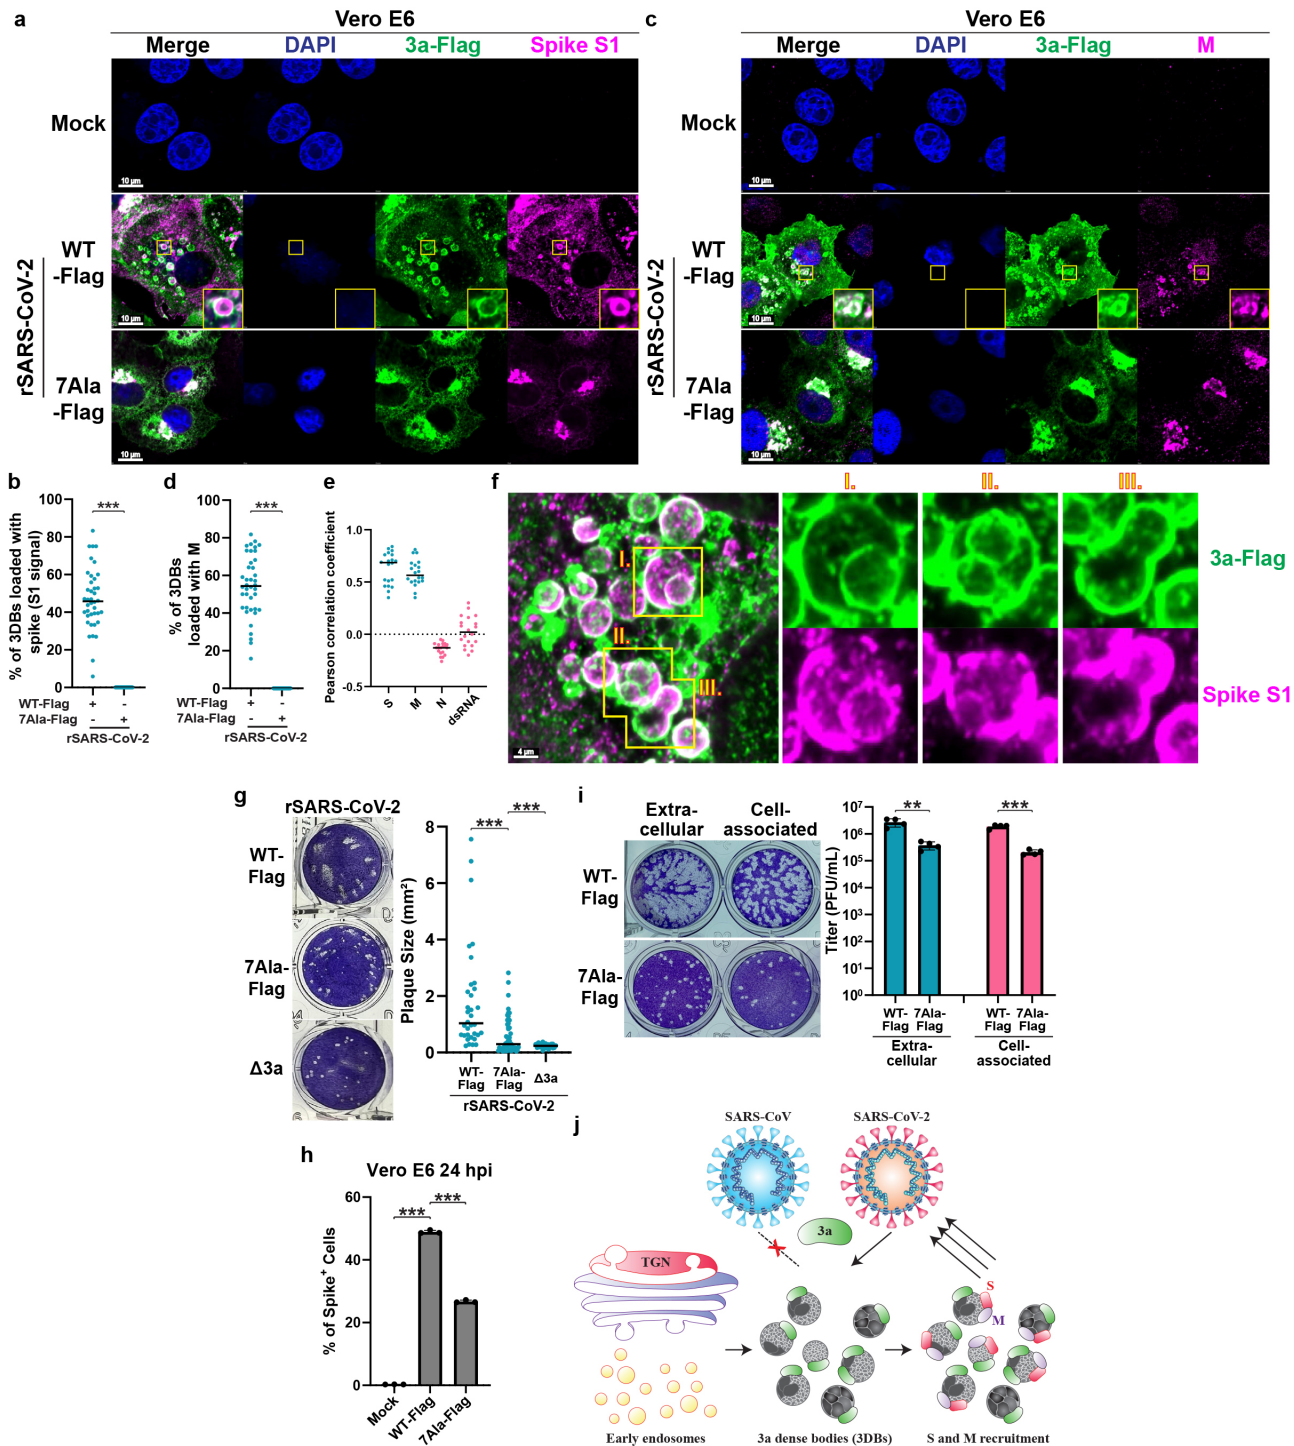 a
Vero E6
Merge DAPI 3a-Flag Spike S1
Mock
10 µm
rSARS-CoV-2
WT
-Flag
10 µm
7Ala
-Flag
10 µm
c
Vero E6
Merge DAPI 3a-Flag M
Mock
10 µm
rSARS-CoV-2
WT
-Flag
10 µm
7Ala
-Flag
10 µm
b
% of 3DBs loaded with
spike (S1 signal)
100
80
60
40
20
0
***
WT-Flag + -
7Ala-Flag - +
rSARS-CoV-2
d
% of 3DBs
loaded with M
100
80
60
40
20
0
***
WT-Flag + -
7Ala-Flag - +
rSARS-CoV-2
e
Pearson correlation coefficient
1.0
0.5
0.0
-0.5
S M N dsRNA
f
I. II. III.
I.
II.
III.
4 µm
3a-Flag
Spike S1
g
rSARS-CoV-2
WT-
Flag
7Ala-
Flag
Δ3a
Plaque Size (mm²)
8
6
4
2
0
*** ***
WT-
Flag
7Ala-
Flag
Δ3a
rSARS-CoV-2
h
Vero E6 24 hpi
% of Spike⁺ Cells
60
40
20
0
*** ***
Mock
WT-Flag
7Ala-Flag
i
Extra-
cellular
Cell-
associated
WT-
Flag
7Ala-
Flag
Titer (PFU/mL)
10⁷
10⁶
10⁵
10⁴
10³
10²
10¹
10⁰
** ***
WT-
Flag
7Ala-
Flag
WT-
Flag
7Ala-
Flag
Extra-
cellular
Cell-
associated
j
SARS-CoV SARS-CoV-2
3a
TGN
S
M
Early endosomes 3a dense bodies (3DBs) S and M recruitment